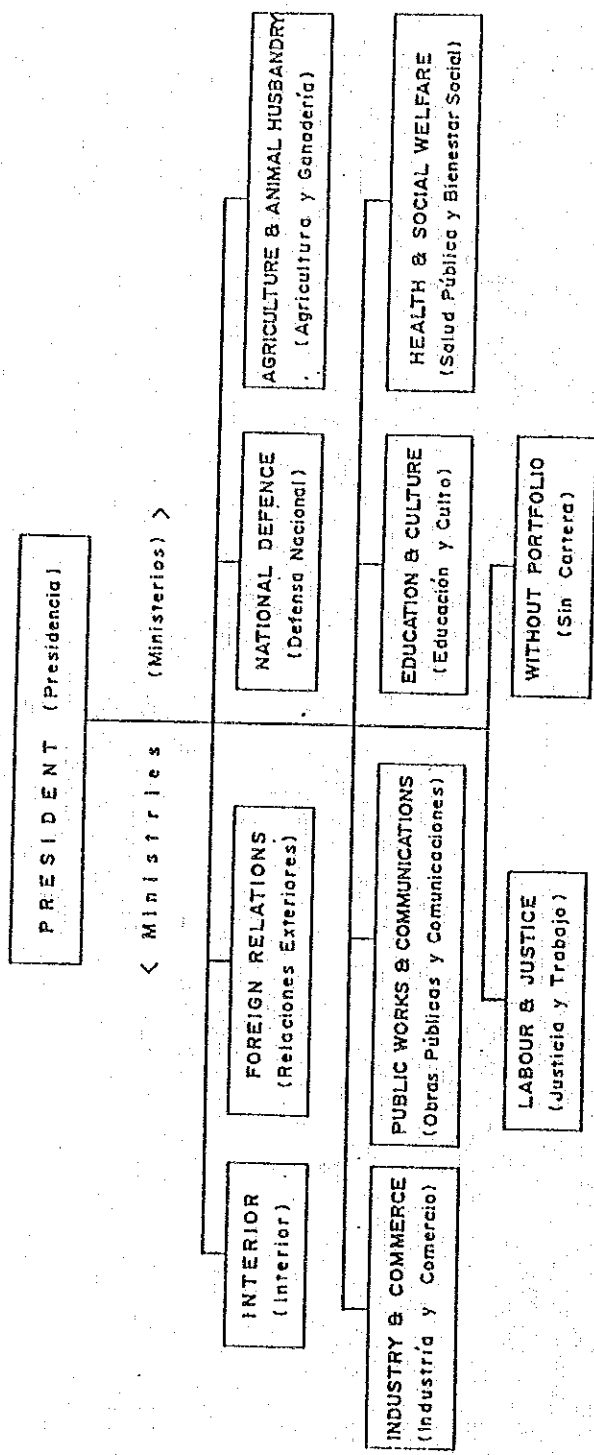 PRESIDENT (Presidencia)
< Ministries (Ministerios) >
INTERIOR
(Interior)
FOREIGN RELATIONS
(Relaciones Exteriores)
NATIONAL DEFENCE
(Defensa Nacional)
AGRICULTURE & ANIMAL HUSBANDRY
(Agricultura y Ganadería)
INDUSTRY & COMMERCE
(Industría y Comercio)
PUBLIC WORKS & COMMUNICATIONS
(Obras Públicas y Comunicaciones)
EDUCATION & CULTURE
(Educación y Culto)
HEALTH & SOCIAL WELFARE
(Salud Pública y Bienestar Social)
LABOUR & JUSTICE
(Justicia y Trabajo)
WITHOUT PORTFOLIO
(Sin Cartera)